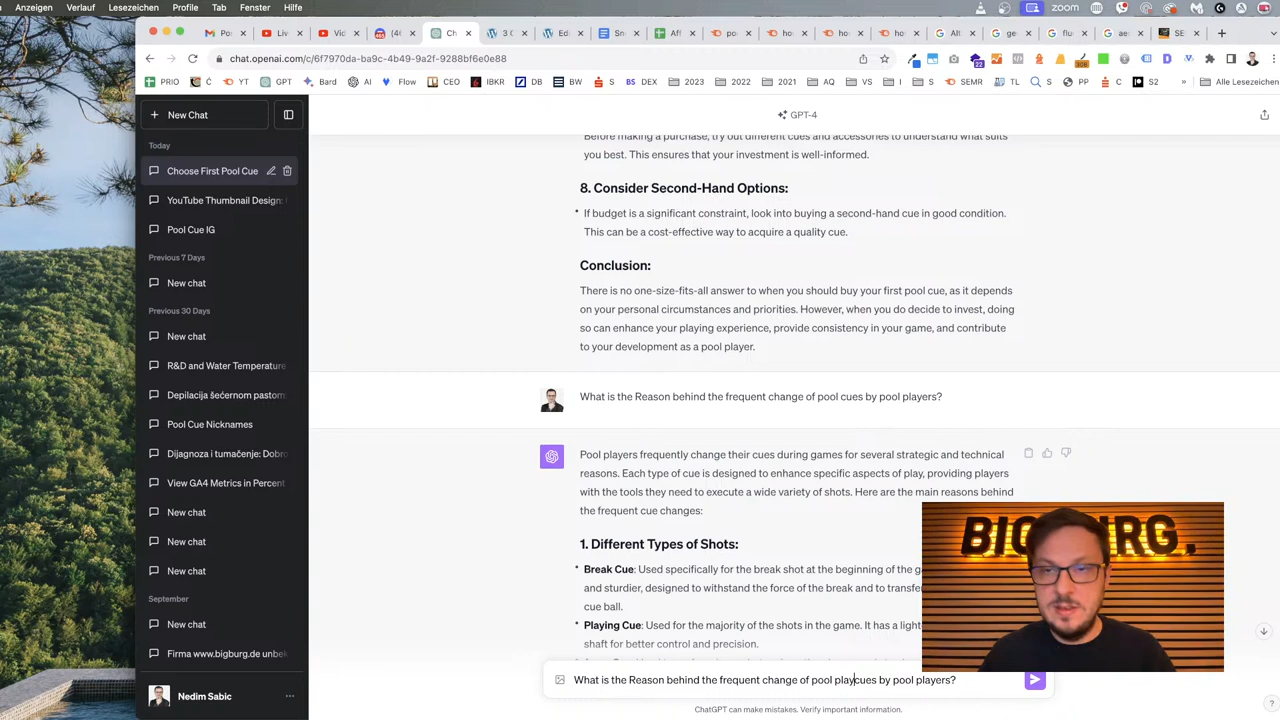 Anzeigen Verlauf Lesezeichen Profile Tab Fenster Hilfe
zoom
chat.openai.com/c/6f7970da-ba9c-4b49-9a2f-9288bf6e0e88
PRIO YT GPT Bard AI Flow CEO IBKR DB BW S DEX 2023 2022 2021 AQ VS I S SEMR TL S PP C S2 » Alle Lesezeichen
New Chat
GPT-4
Today
Choose First Pool Cue
YouTube Thumbnail Design:
Pool Cue IG
Previous 7 Days
New chat
Previous 30 Days
New chat
R&D and Water Temperature
Depilacija šećernom pastom
Pool Cue Nicknames
Dijagnoza i tumačenje: Dobro
View GA4 Metrics in Percent
New chat
New chat
New chat
September
New chat
Firma www.bigburg.de unbek
Nedim Sabic
Before making a purchase, try out different cues and accessories to understand what suits
you best. This ensures that your investment is well-informed.
8. Consider Second-Hand Options:
• If budget is a significant constraint, look into buying a second-hand cue in good condition.
This can be a cost-effective way to acquire a quality cue.
Conclusion:
There is no one-size-fits-all answer to when you should buy your first pool cue, as it depends
on your personal circumstances and priorities. However, when you do decide to invest, doing
so can enhance your playing experience, provide consistency in your game, and contribute
to your development as a pool player.
What is the Reason behind the frequent change of pool cues by pool players?
Pool players frequently change their cues during games for several strategic and technical
reasons. Each type of cue is designed to enhance specific aspects of play, providing players
with the tools they need to execute a wide variety of shots. Here are the main reasons behind
the frequent cue changes:
1. Different Types of Shots:
• Break Cue: Used specifically for the break shot at the beginning of the
and sturdier, designed to withstand the force of the break and to transfer
cue ball.
• Playing Cue: Used for the majority of the shots in the game. It has a
shaft for better control and precision.
BIGBURG,
What is the Reason behind the frequent change of pool playcues by pool players?
ChatGPT can make mistakes. Verify important information.
?